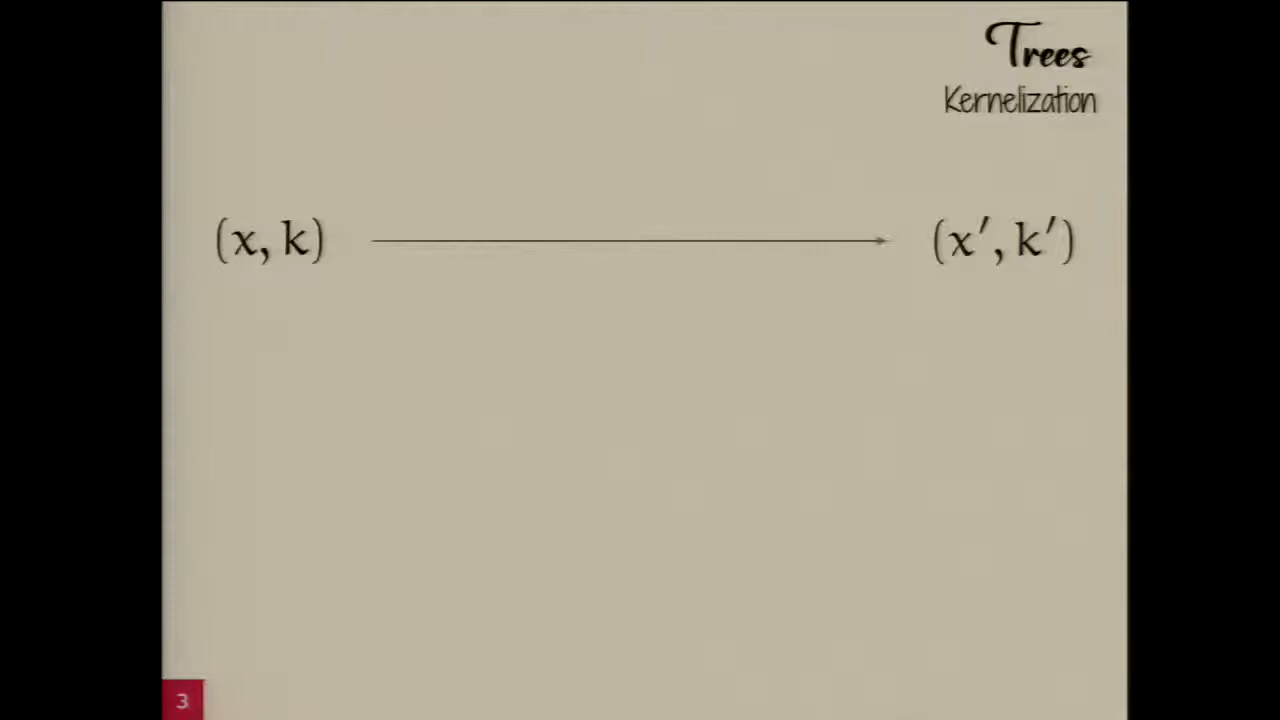 Trees
Kernelization
(x, k) (x′, k′)
3